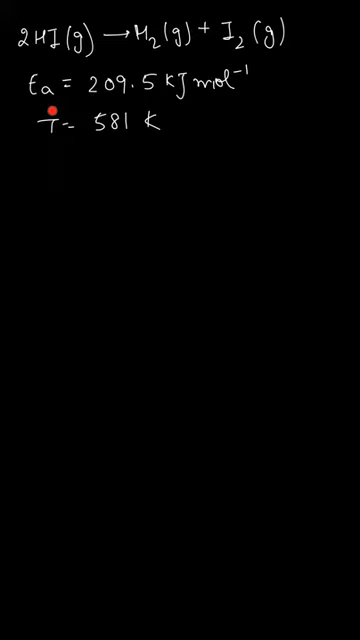 2HI(g) → H₂(g) + I₂(g)
Ea = 209.5 KJ mol⁻¹
T = 581 K